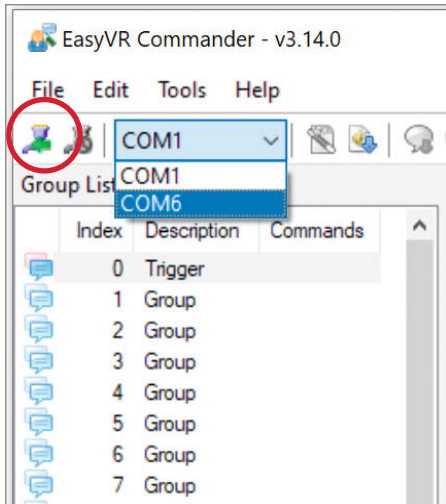 EasyVR Commander - v3.14.0
File Edit Tools Help
COM1
COM1
Group List
COM6
Index Description Commands
0 Trigger
1 Group
2 Group
3 Group
4 Group
5 Group
6 Group
7 Group